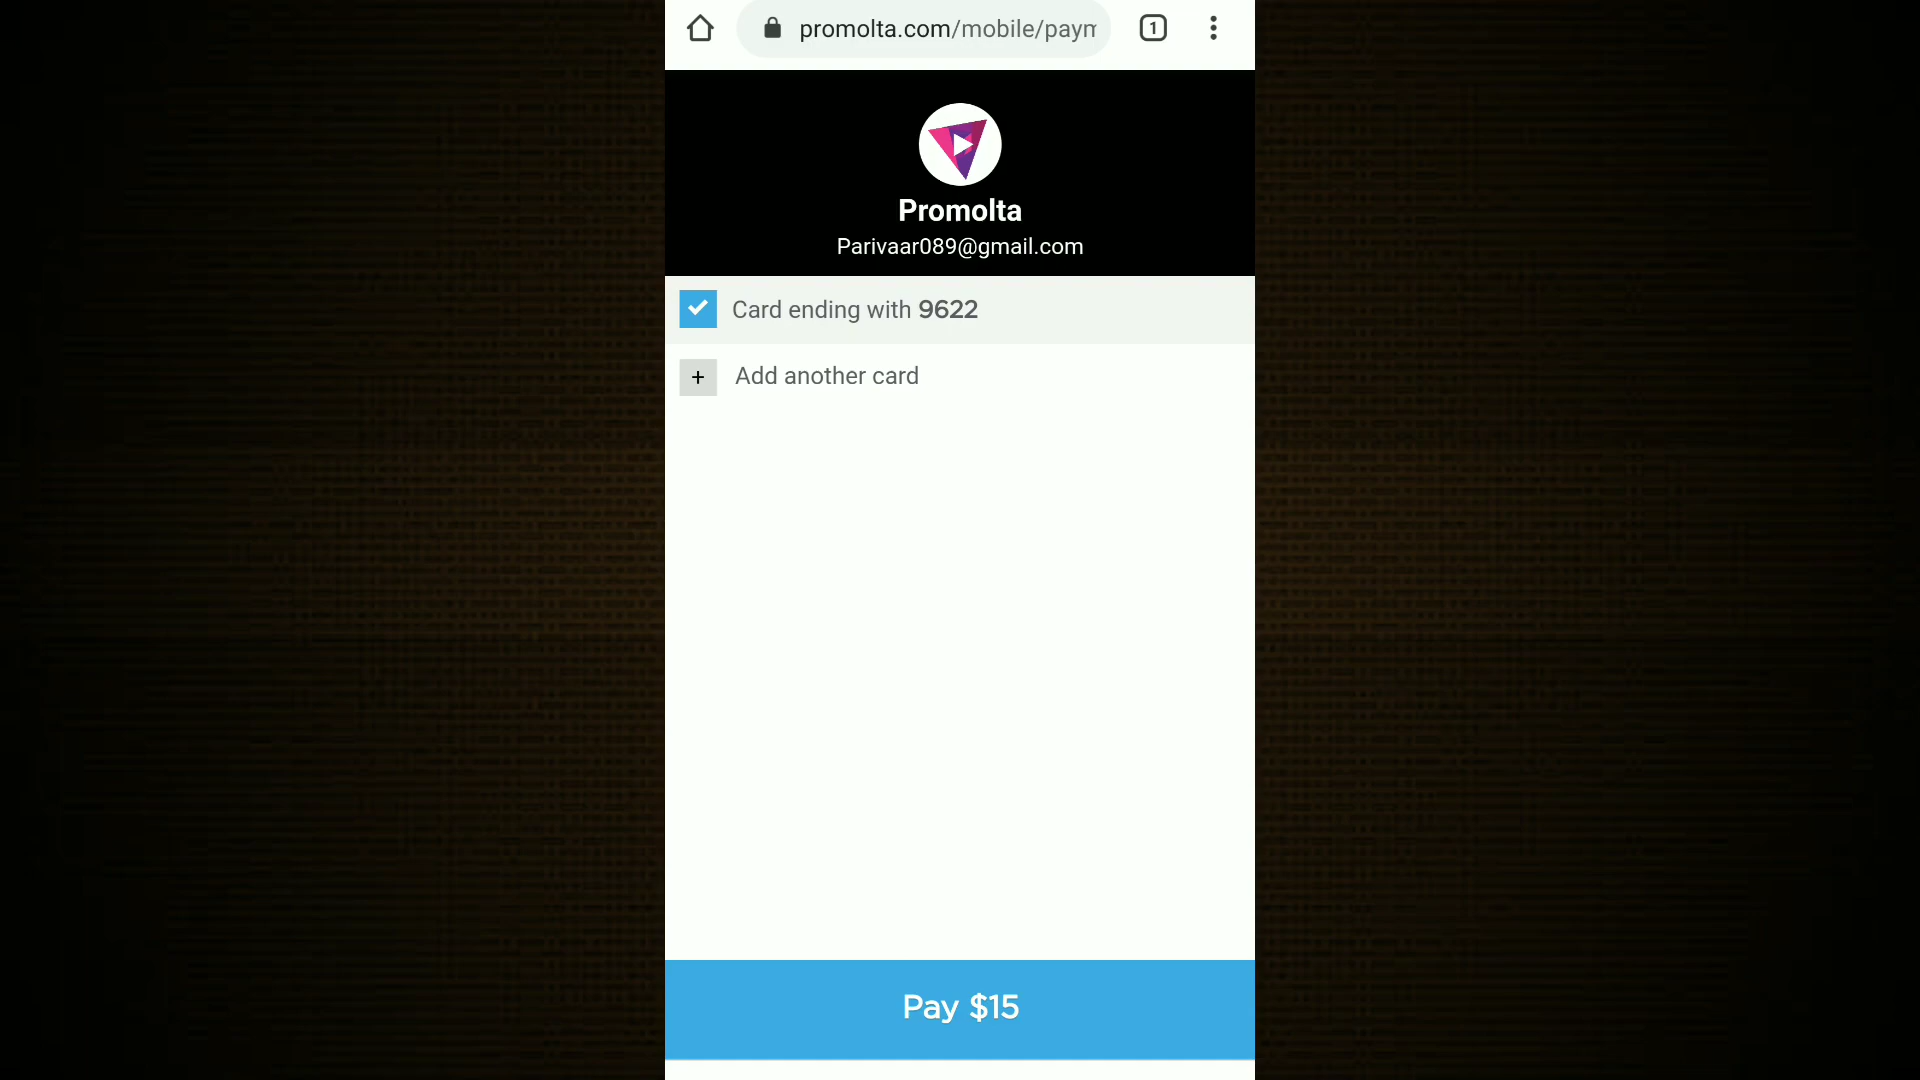 promolta.com/mobile/paym
1
Promolta
Parivaar089@gmail.com
Card ending with 9622
+ Add another card
Pay $15